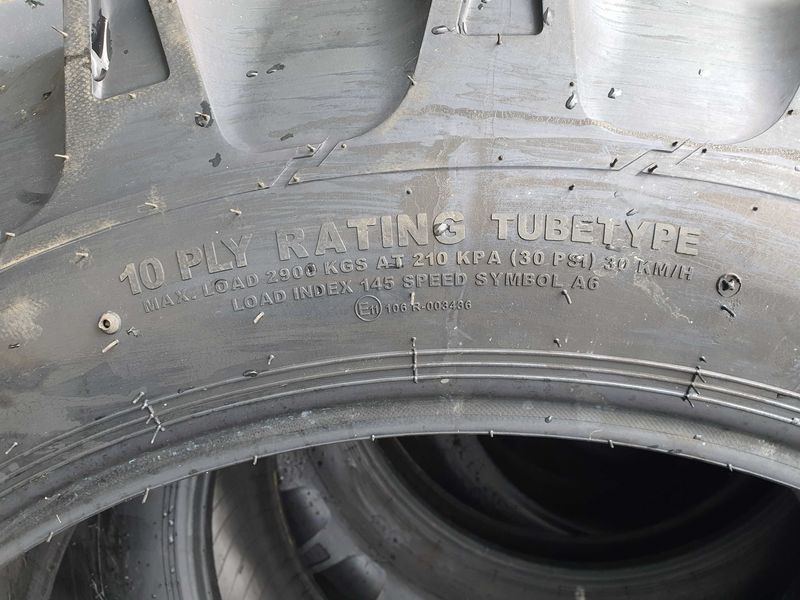 10 PLY RATING TUBETYPE
MAX. LOAD 2900 KGS AT 210 KPA (30 PSI) 30 KM/H
LOAD INDEX 145 SPEED SYMBOL A6
E11 106 R-003436